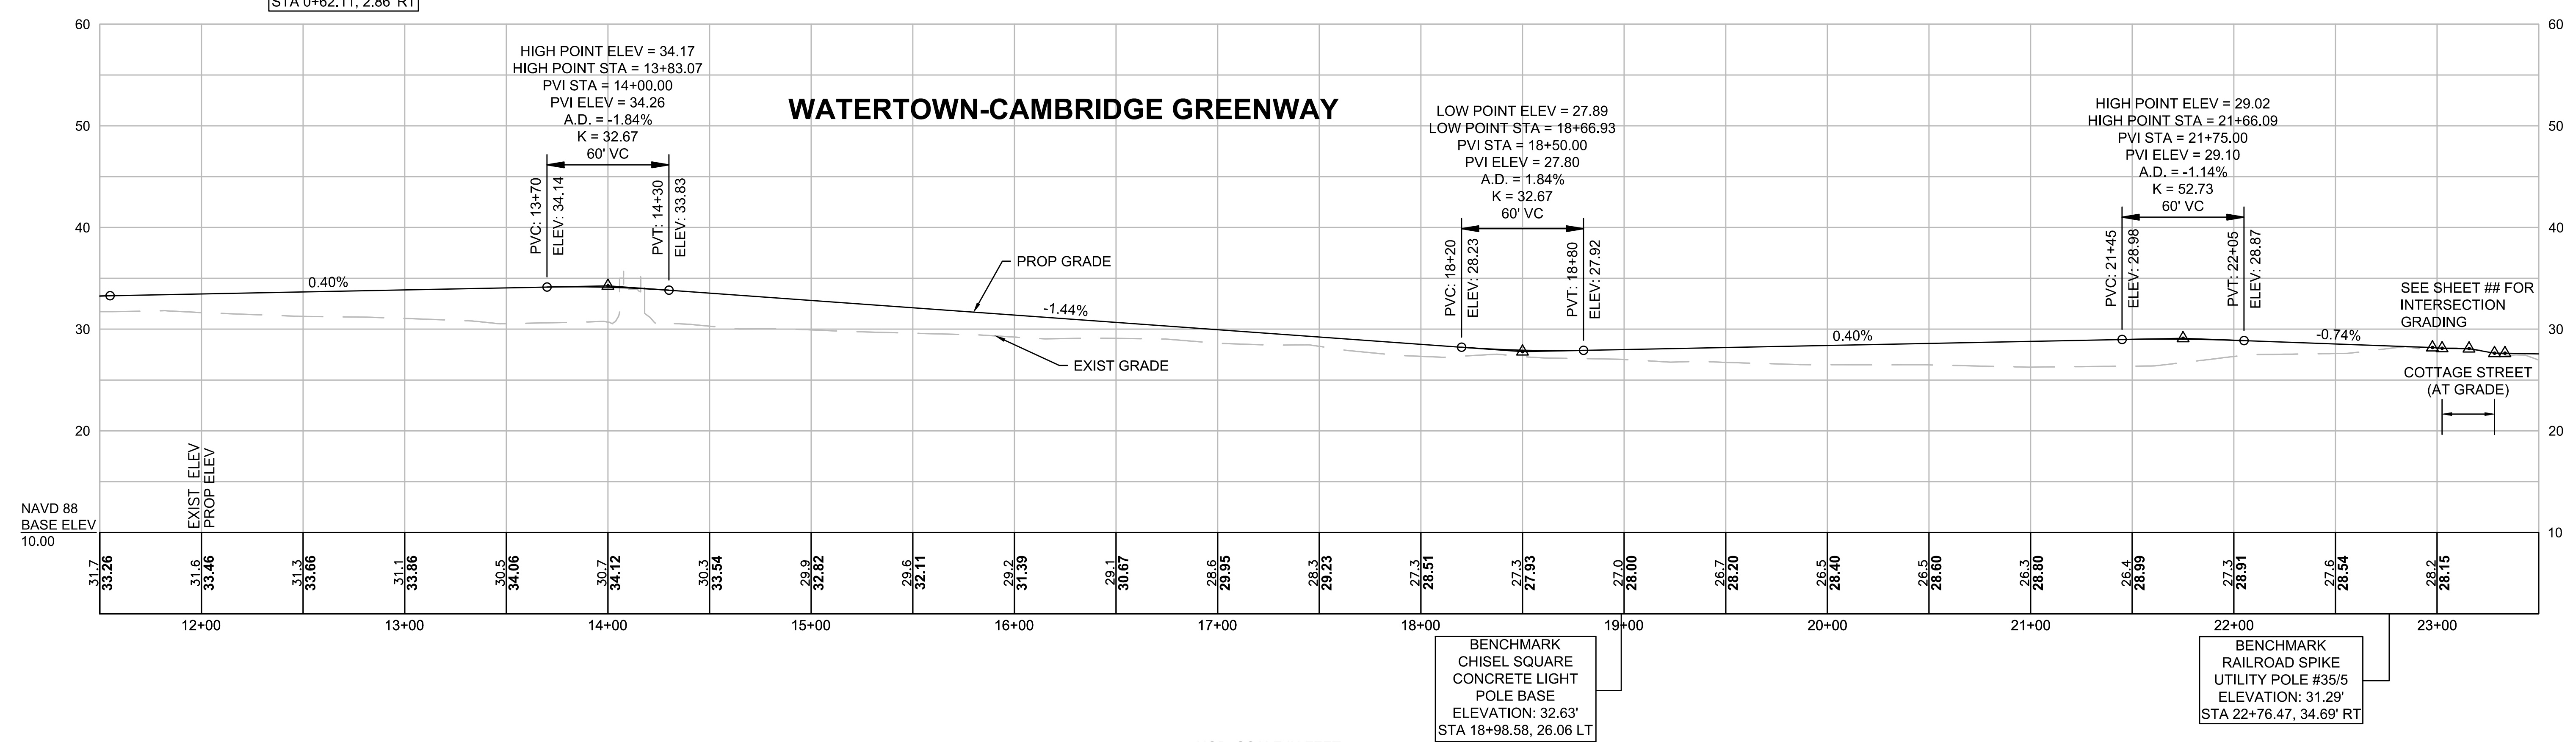 STA 0+62.11, 2.86' RT
60
50
40
30
20
60
50
40
30
20
10
HIGH POINT ELEV = 34.17
HIGH POINT STA = 13+83.07
PVI STA = 14+00.00
PVI ELEV = 34.26
A.D. = -1.84%
K = 32.67
60' VC
PVC: 13+70
ELEV: 34.14
PVT: 14+30
ELEV: 33.83
WATERTOWN-CAMBRIDGE GREENWAY
LOW POINT ELEV = 27.89
LOW POINT STA = 18+66.93
PVI STA = 18+50.00
PVI ELEV = 27.80
A.D. = 1.84%
K = 32.67
60' VC
PVC: 18+20
ELEV: 28.23
PVT: 18+80
ELEV: 27.92
HIGH POINT ELEV = 29.02
HIGH POINT STA = 21+66.09
PVI STA = 21+75.00
PVI ELEV = 29.10
A.D. = -1.14%
K = 52.73
60' VC
PVC: 21+45
ELEV: 28.98
PVT: 22+05
ELEV: 28.87
0.40%
PROP GRADE
-1.44%
EXIST GRADE
0.40%
-0.74%
SEE SHEET ## FOR
INTERSECTION
GRADING
COTTAGE STREET
(AT GRADE)
EXIST ELEV
PROP ELEV
NAVD 88
BASE ELEV
10.00
31.7
33.26
31.6
33.46
31.3
33.66
31.1
33.86
30.5
34.06
30.7
34.12
30.3
33.54
29.9
32.82
29.6
32.11
29.2
31.39
29.1
30.67
28.6
29.95
28.3
29.23
27.3
28.51
27.3
27.93
27.0
28.00
26.7
28.20
26.5
28.40
26.5
28.60
26.3
28.80
26.4
28.99
27.3
28.91
27.6
28.54
28.2
28.15
12+00
13+00
14+00
15+00
16+00
17+00
18+00
19+00
20+00
21+00
22+00
23+00
BENCHMARK
CHISEL SQUARE
CONCRETE LIGHT
POLE BASE
ELEVATION: 32.63'
STA 18+98.58, 26.06 LT
BENCHMARK
RAILROAD SPIKE
UTILITY POLE #35/5
ELEVATION: 31.29'
STA 22+76.47, 34.69' RT